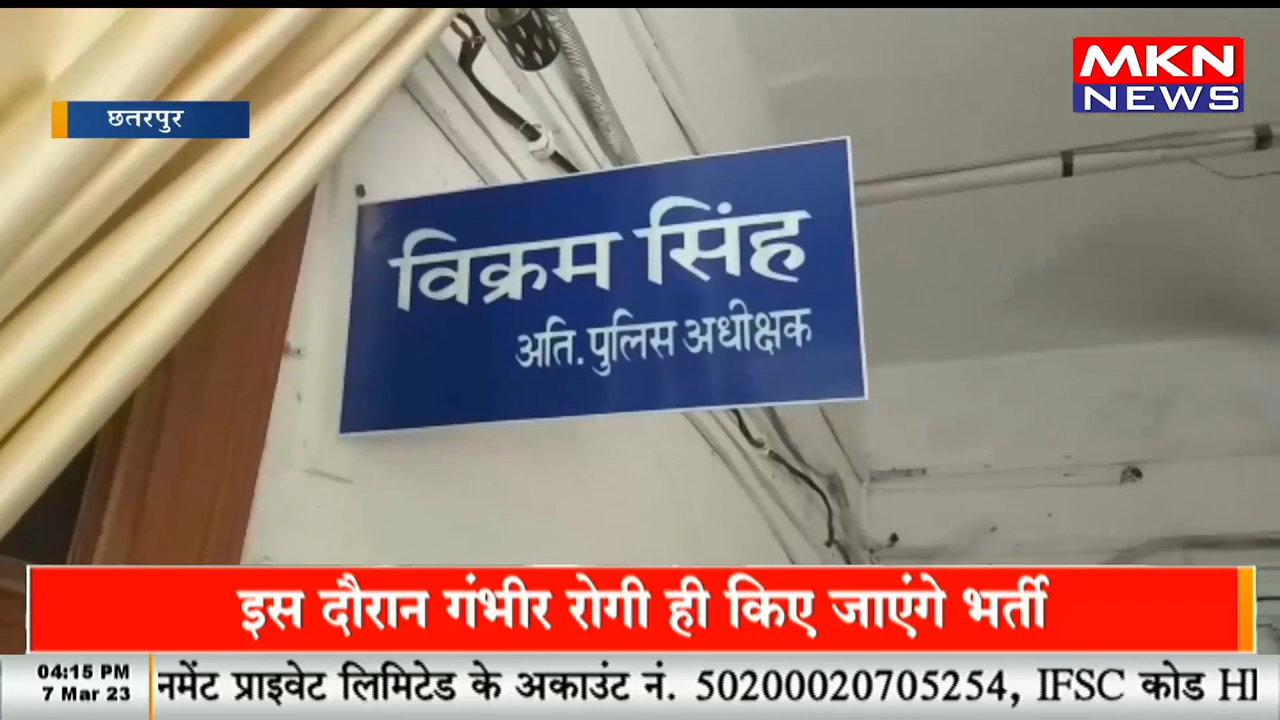 MKN
NEWS
छतरपुर
विक्रम सिंह
अति. पुलिस अधीक्षक
इस दौरान गंभीर रोगी ही किए जाएंगे भर्ती
04:15 PM
7 Mar 23
नमेंट प्राइवेट लिमिटेड के अकाउंट नं. 50200020705254, IFSC कोड